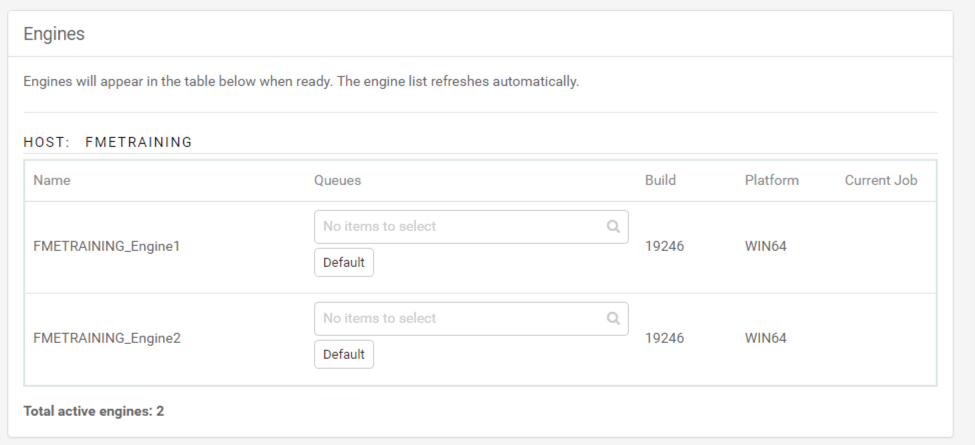 Engines
Engines will appear in the table below when ready. The engine list refreshes automatically.
HOST: FMETRAINING
Name Queues Build Platform Current Job
No items to select
FMETRAINING_Engine1 19246 WIN64
Default
No items to select
FMETRAINING_Engine2 19246 WIN64
Default
Total active engines: 2